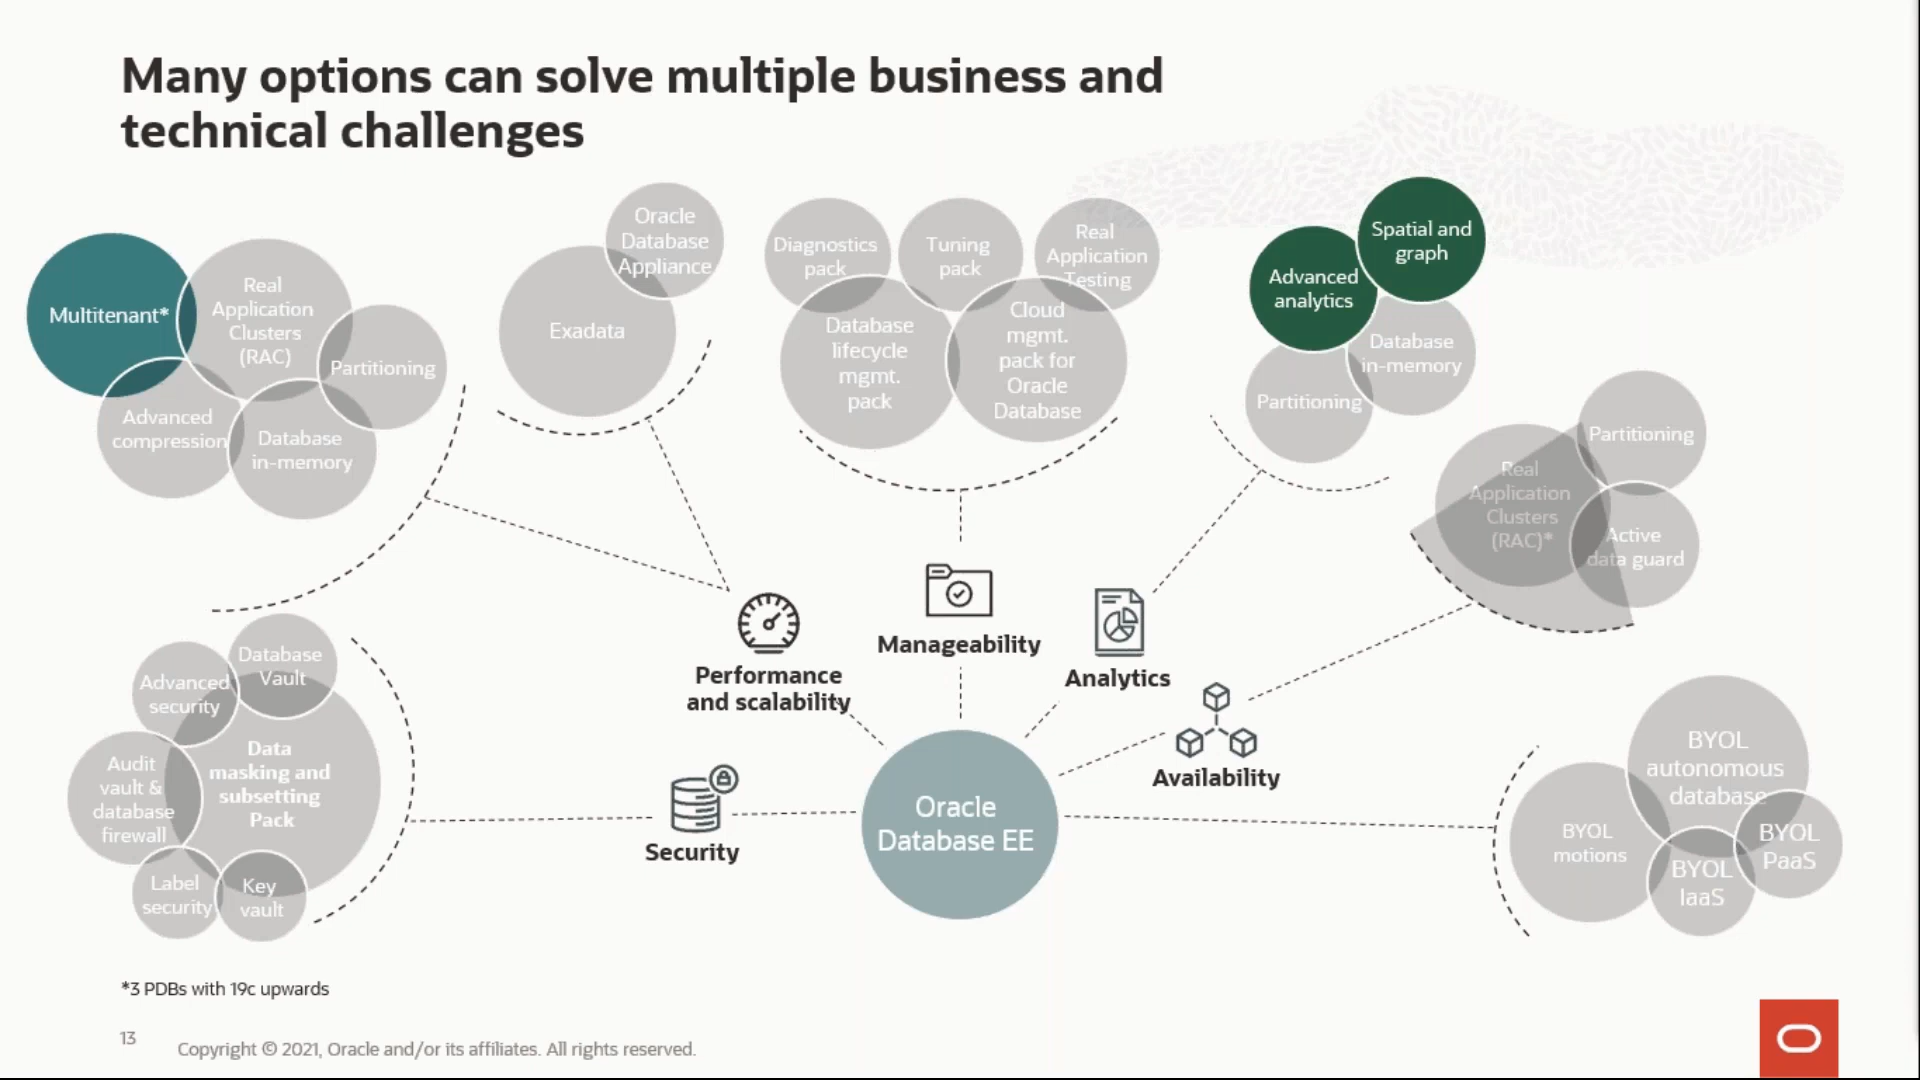 Many options can solve multiple business and
technical challenges
Multitenant*
Real
Application
Clusters
(RAC)
Partitioning
Advanced
compression
Database
in-memory
Oracle
Database
Appliance
Exadata
Diagnostics
pack
Tuning
pack
Real
Application
Testing
Database
lifecycle
mgmt.
pack
Cloud
mgmt.
pack for
Oracle
Database
Spatial and
graph
Advanced
analytics
Database
in-memory
Partitioning
Partitioning
Real
Application
Clusters
(RAC)*
Active
data guard
Performance
and scalability
Manageability
Analytics
Availability
Security
Oracle
Database EE
Database
Vault
Advanced
security
Data
masking and
subsetting
Pack
Audit
vault &
database
firewall
Label
security
Key
vault
BYOL
autonomous
database
BYOL
motions
BYOL
PaaS
BYOL
IaaS
*3 PDBs with 19c upwards
13
Copyright © 2021, Oracle and/or its affiliates. All rights reserved.